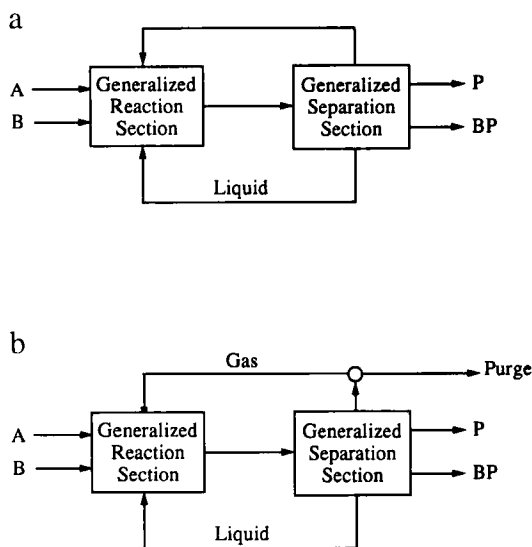 a
A
B
Generalized
Reaction
Section
Generalized
Separation
Section
P
BP
Liquid
b
Gas
Purge
A
B
Generalized
Reaction
Section
Generalized
Separation
Section
P
BP
Liquid